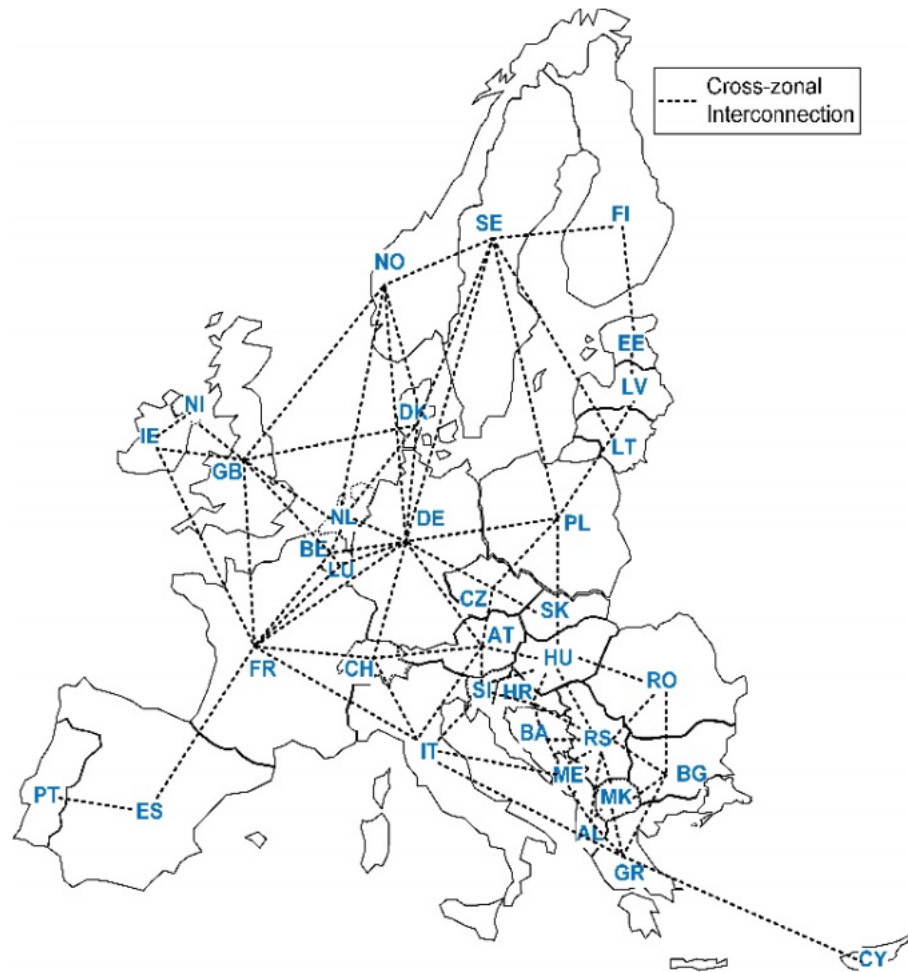 Cross-zonal
Interconnection
SE
FI
NO
EE
LV
NI
DK
IE
LT
GB
NL
DE
PL
BE
LU
CZ
SK
AT
FR
CH
HU
SI
HR
RO
BA
RS
IT
ME
BG
PT
ES
MK
AL
GR
CY